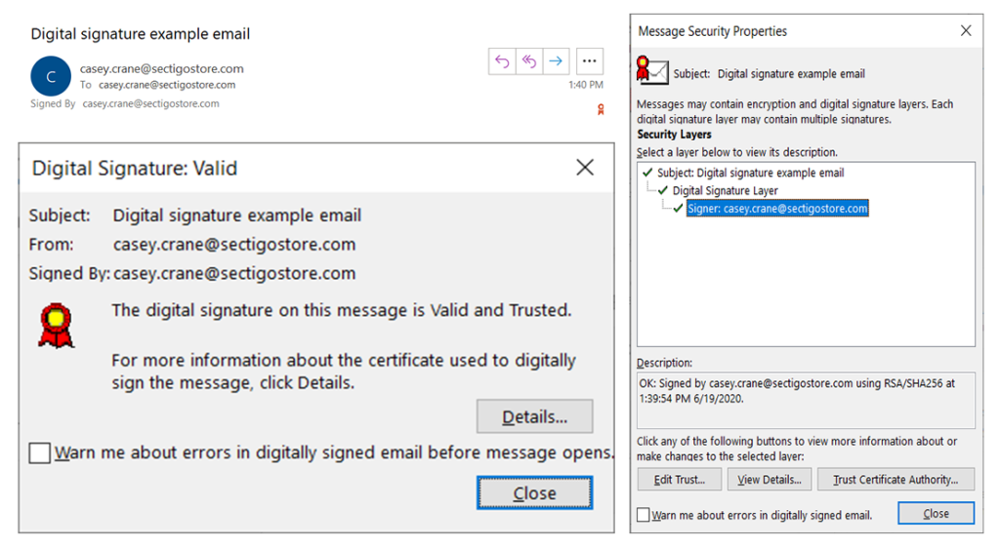 Digital signature example email
C
casey.crane@sectigostore.com
To casey.crane@sectigostore.com
Signed By casey.crane@sectigostore.com
1:40 PM
Digital Signature: Valid
Subject: Digital signature example email
From: casey.crane@sectigostore.com
Signed By: casey.crane@sectigostore.com
The digital signature on this message is Valid and Trusted.
For more information about the certificate used to digitally
sign the message, click Details.
Details...
Warn me about errors in digitally signed email before message opens.
Close
Message Security Properties
Subject: Digital signature example email
Messages may contain encryption and digital signature layers. Each
digital signature layer may contain multiple signatures.
Security Layers
Select a layer below to view its description.
Subject: Digital signature example email
Digital Signature Layer
Signer: casey.crane@sectigostore.com
Description:
OK: Signed by casey.crane@sectigostore.com using RSA/SHA256 at
1:39:54 PM 6/19/2020.
Click any of the following buttons to view more information about or
make changes to the selected layer:
Edit Trust... View Details... Trust Certificate Authority...
Warn me about errors in digitally signed email.
Close